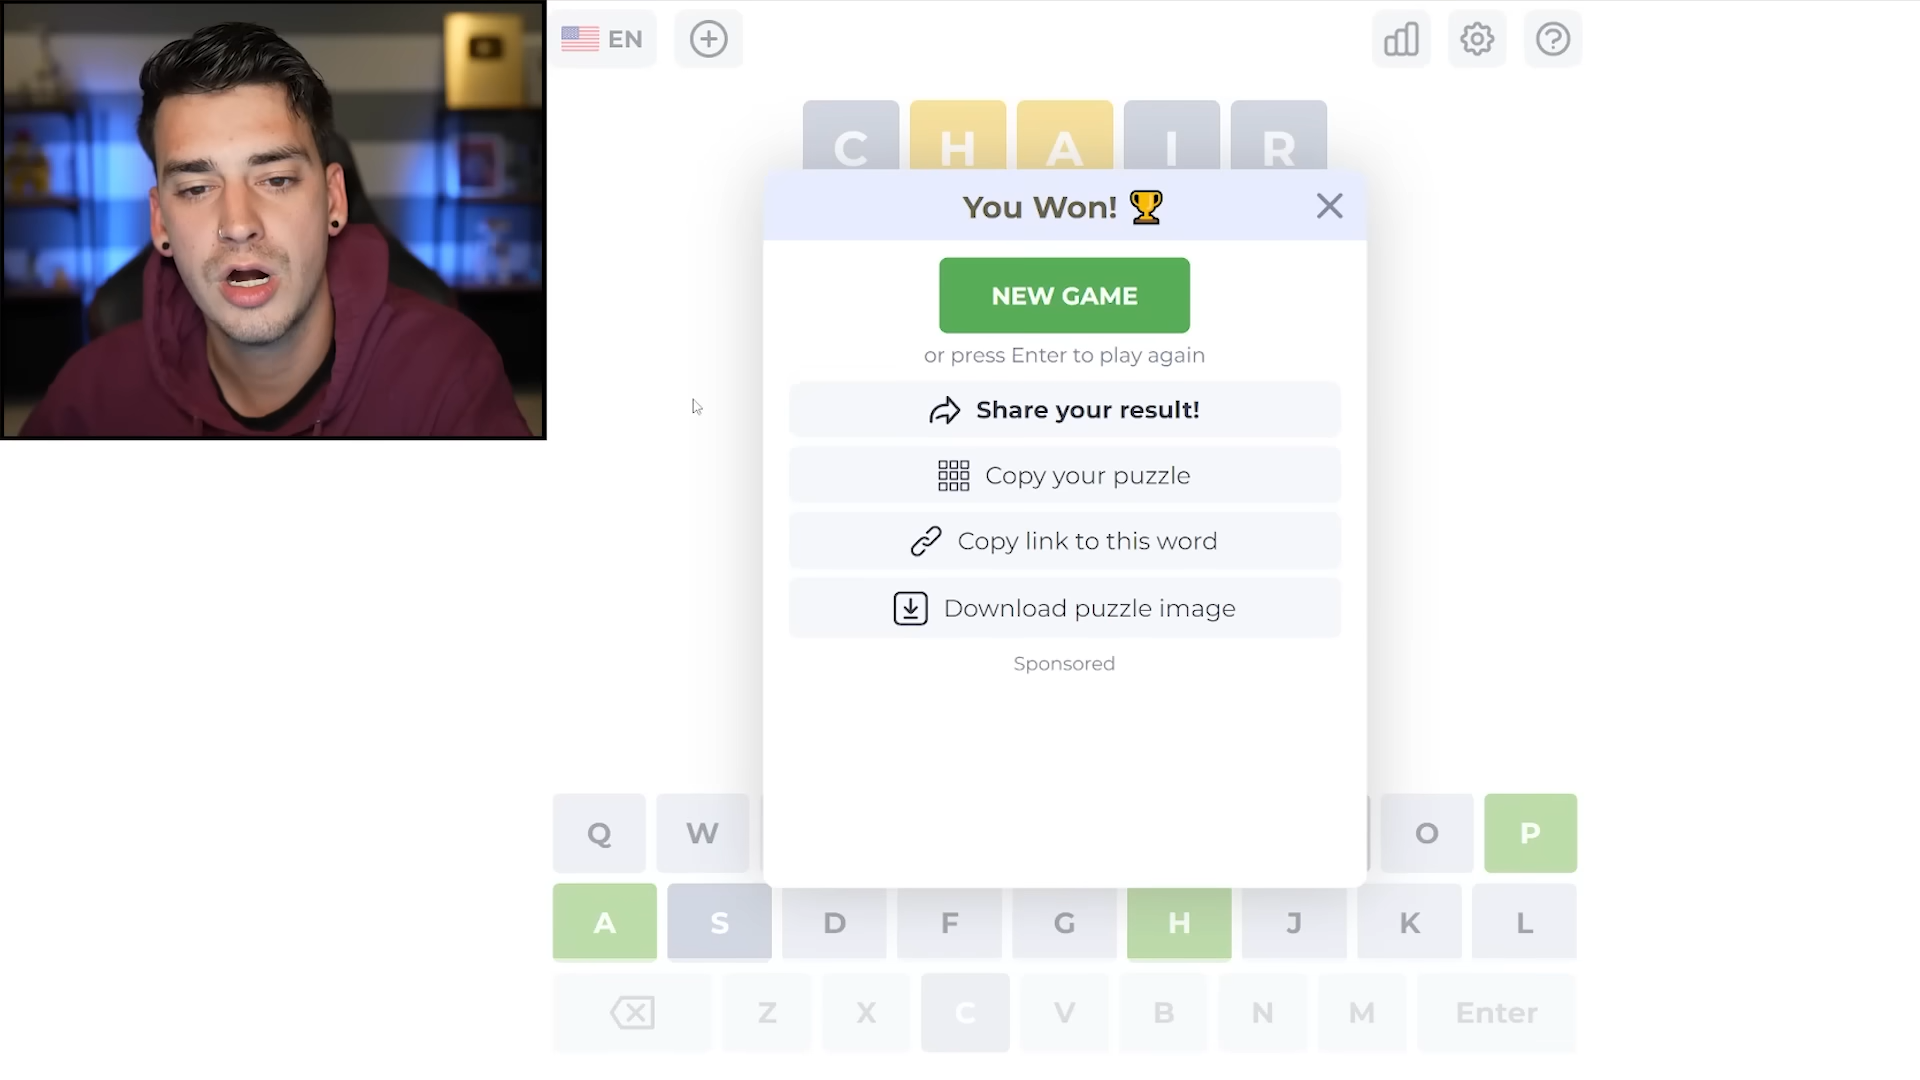 EN
CHAIR
You Won!
NEW GAME
or press Enter to play again
Share your result!
Copy your puzzle
Copy link to this word
Download puzzle image
Sponsored
Q W O P
A S D F G H J K L
Z X C V B N M Enter